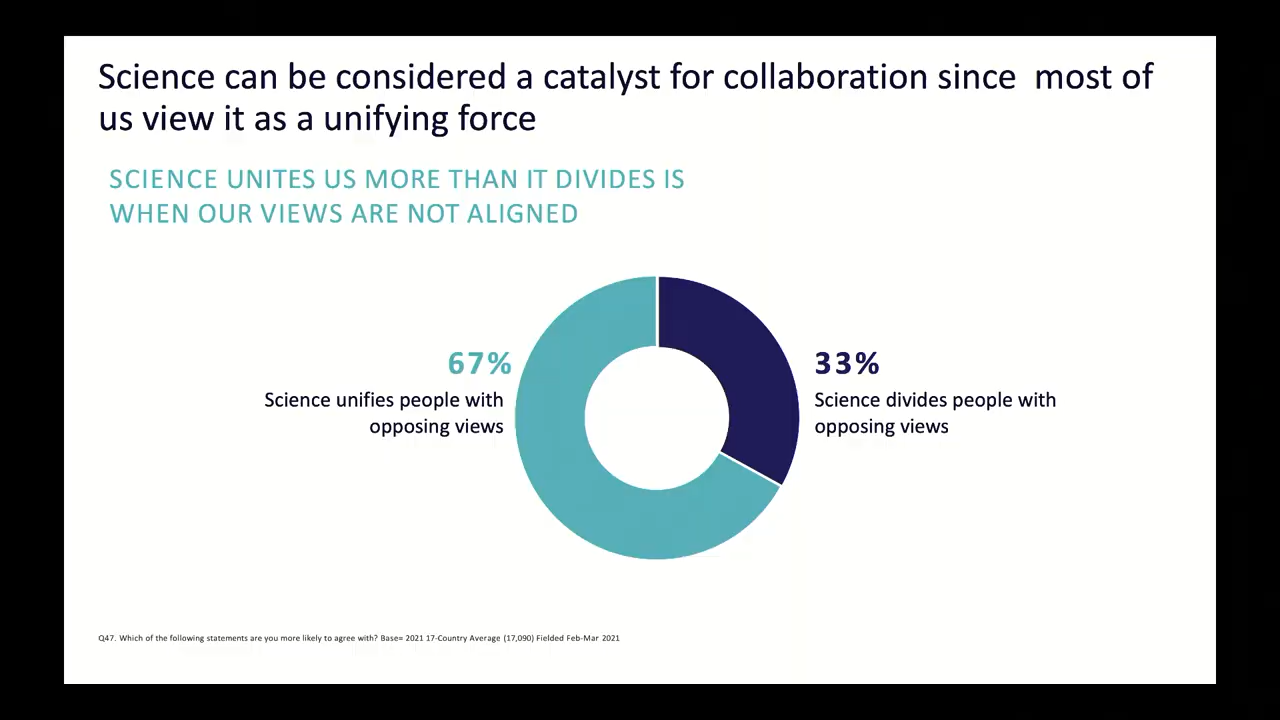 Science can be considered a catalyst for collaboration since  most of
us view it as a unifying force
SCIENCE UNITES US MORE THAN IT DIVIDES IS
WHEN OUR VIEWS ARE NOT ALIGNED
67%
Science unifies people with
opposing views
33%
Science divides people with
opposing views
Q47. Which of the following statements are you more likely to agree with? Base= 2021 17-Country Average (17,090) Fielded Feb-Mar 2021